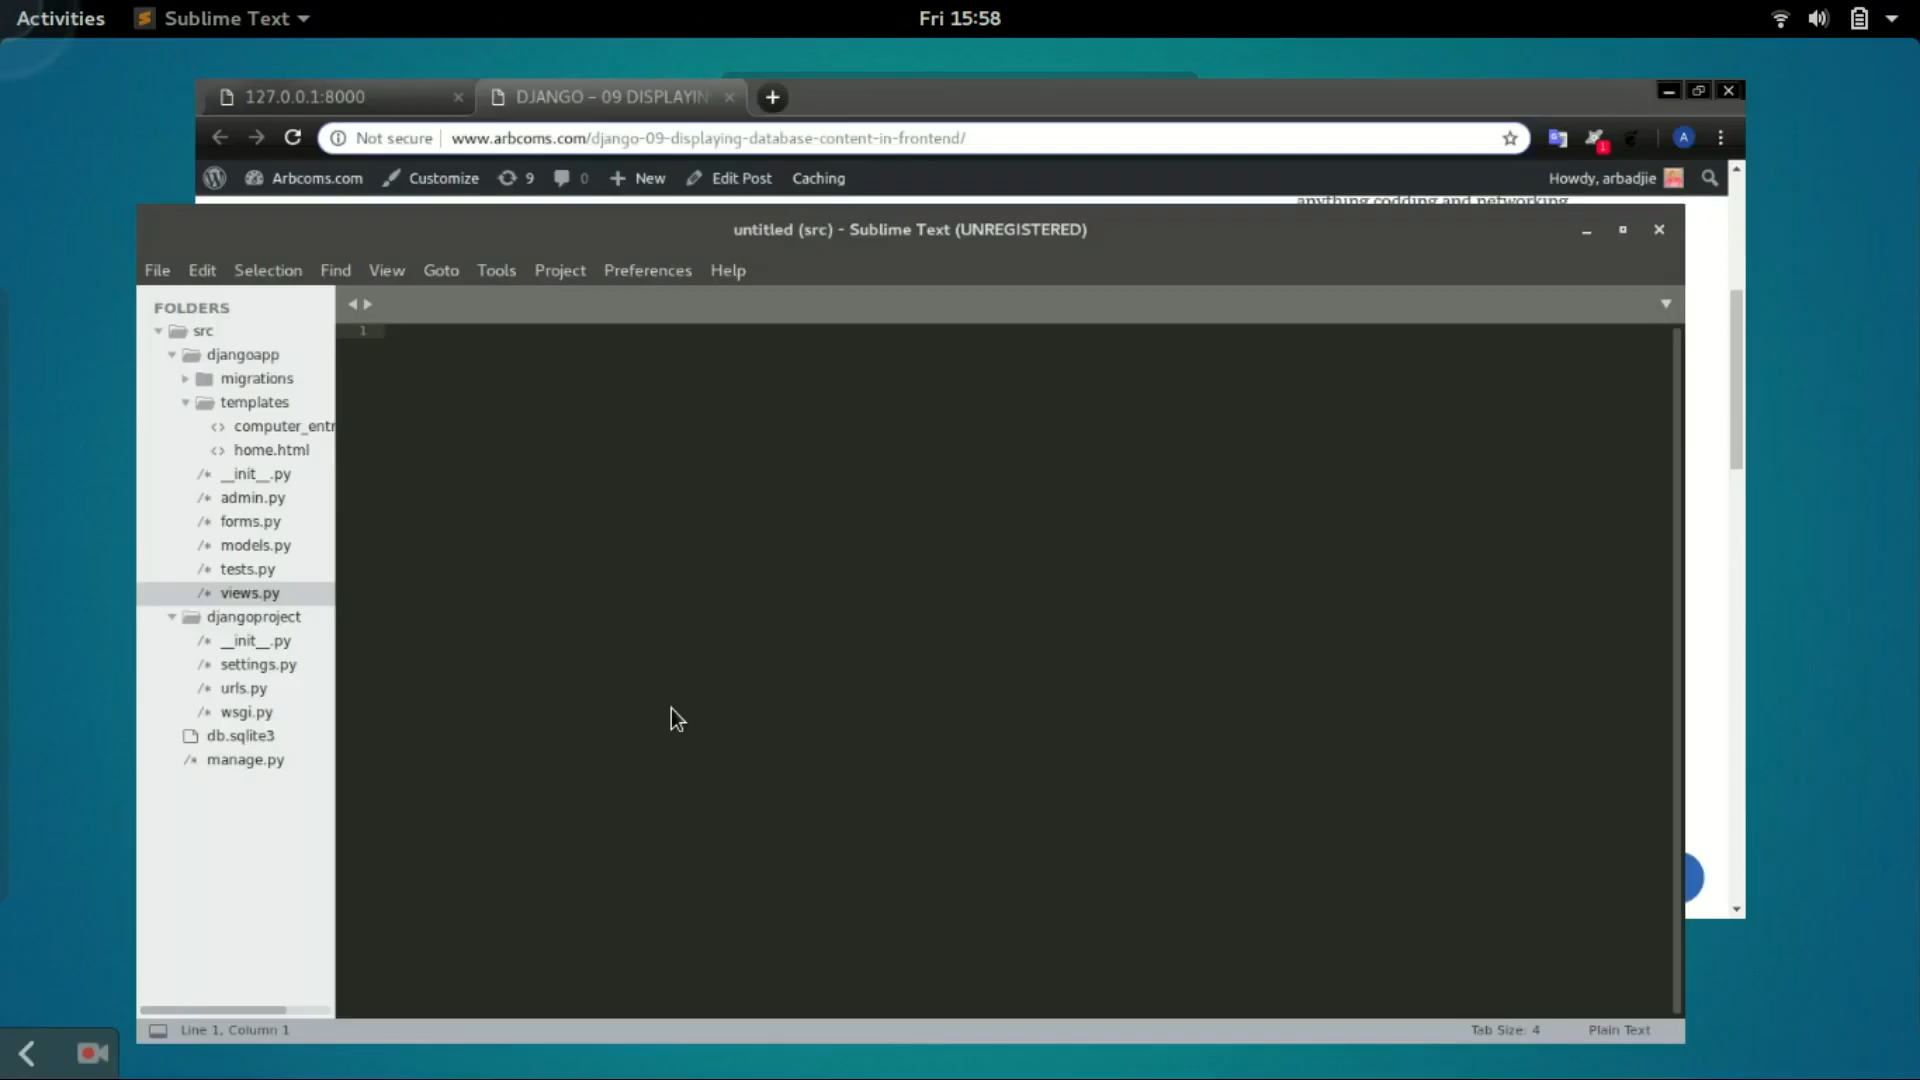 Activities Sublime Text Fri 15:58
127.0.0.1:8000 DJANGO – 09 DISPLAYIN
Not secure www.arbcoms.com/django-09-displaying-database-content-in-frontend/ A 1
Arbcoms.com Customize 9 0 New Edit Post Caching Howdy, arbadjie
anything codding and networking
untitled (src) - Sublime Text (UNREGISTERED)
File Edit Selection Find View Goto Tools Project Preferences Help
FOLDERS
src
1
djangoapp
migrations
templates
<> computer_entr
<> home.html
/* __init__.py
/* admin.py
/* forms.py
/* models.py
/* tests.py
/* views.py
djangoproject
/* __init__.py
/* settings.py
/* urls.py
/* wsgi.py
db.sqlite3
/* manage.py
Line 1, Column 1 Tab Size: 4 Plain Text